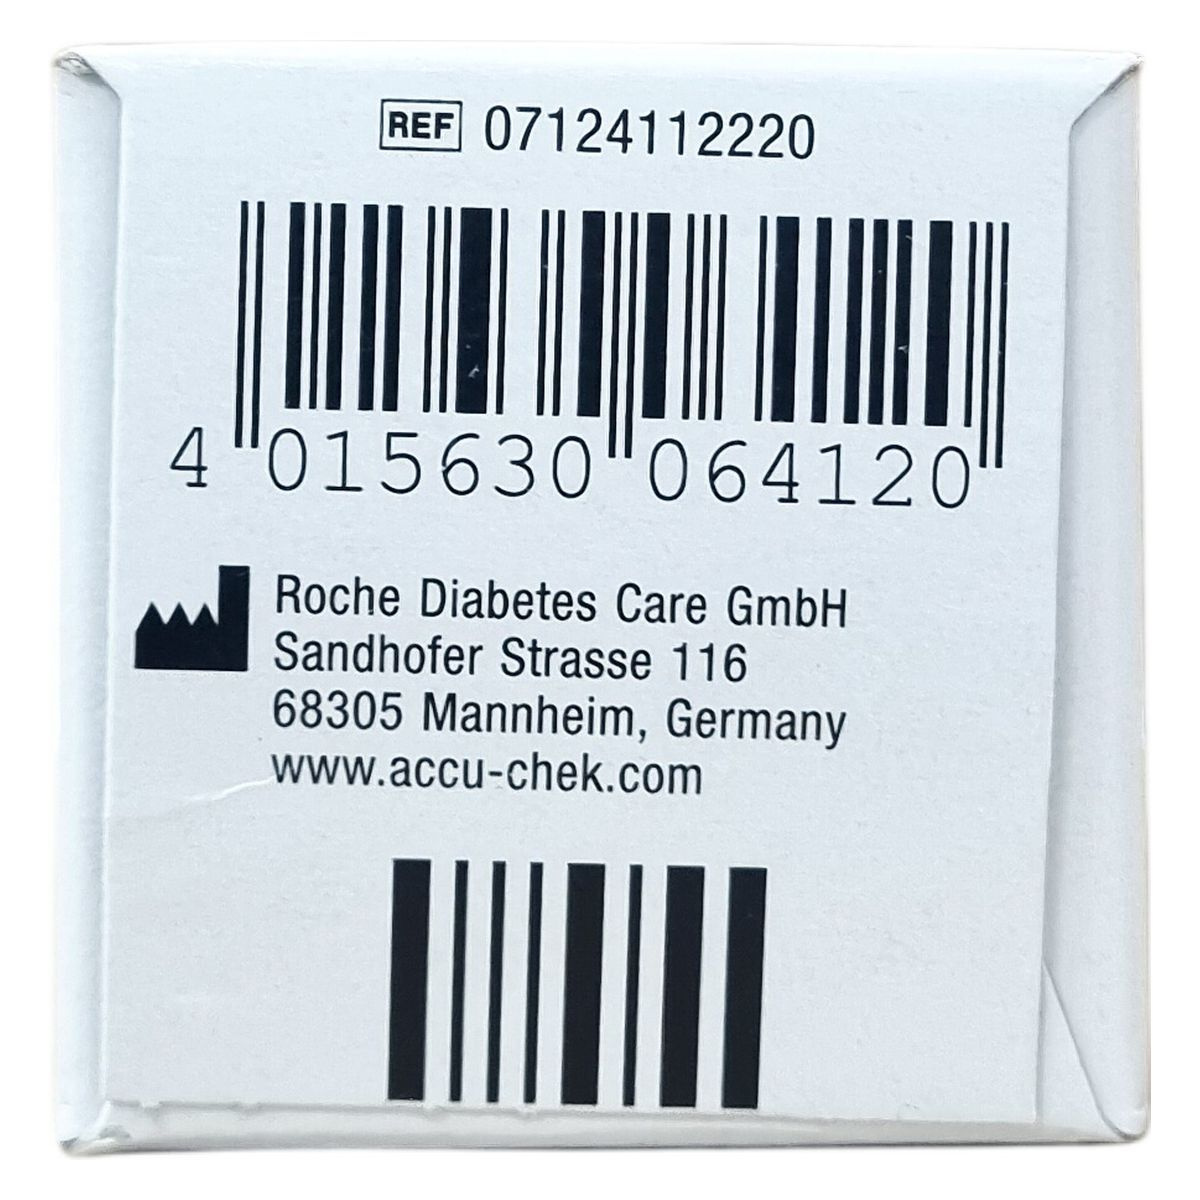 REF 07124112220
4 015630 064120
Roche Diabetes Care GmbH
Sandhofer Strasse 116
68305 Mannheim, Germany
www.accu-chek.com